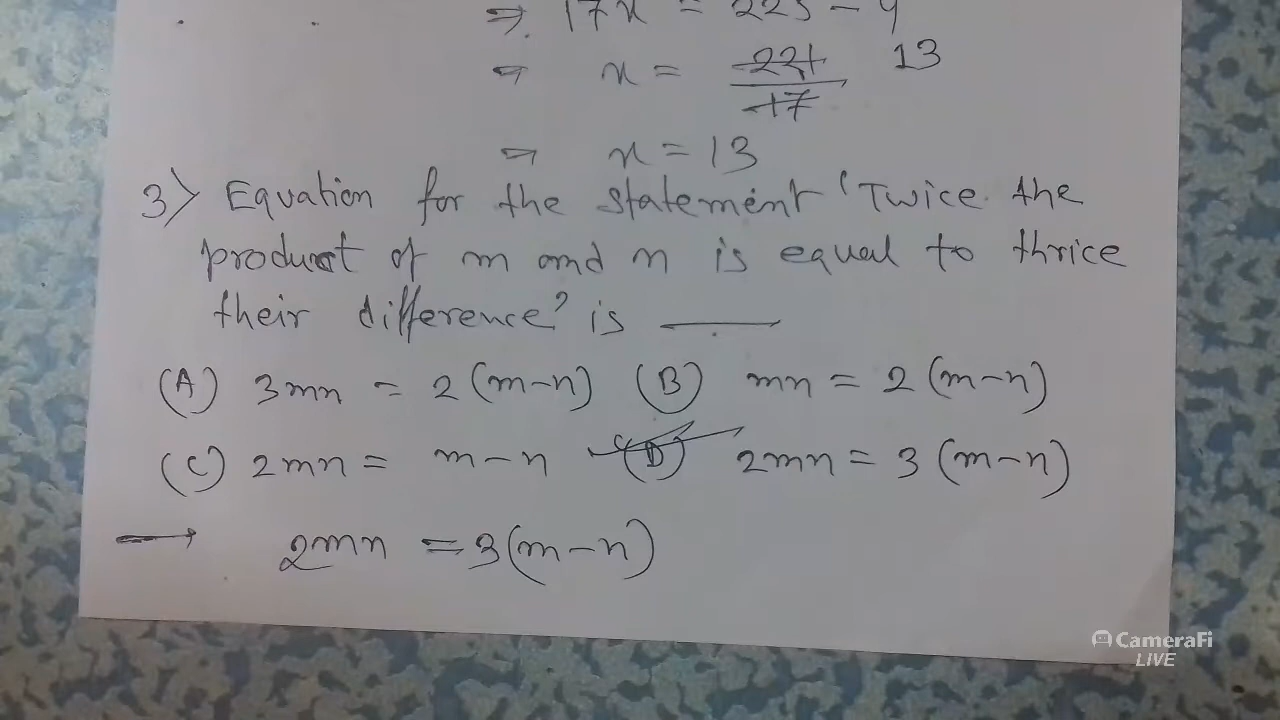 ⇒ 17x = 225 - 4
⇒ x = 221/17 13
⇒ x = 13
3) Equation for the statement 'Twice the
product of m and n is equal to thrice
their difference' is ———
(A) 3mn = 2(m-n) (B) mn = 2(m-n)
(C) 2mn = m-n (D) 2mn = 3(m-n)
→ 2mn = 3(m-n)
CameraFi
LIVE